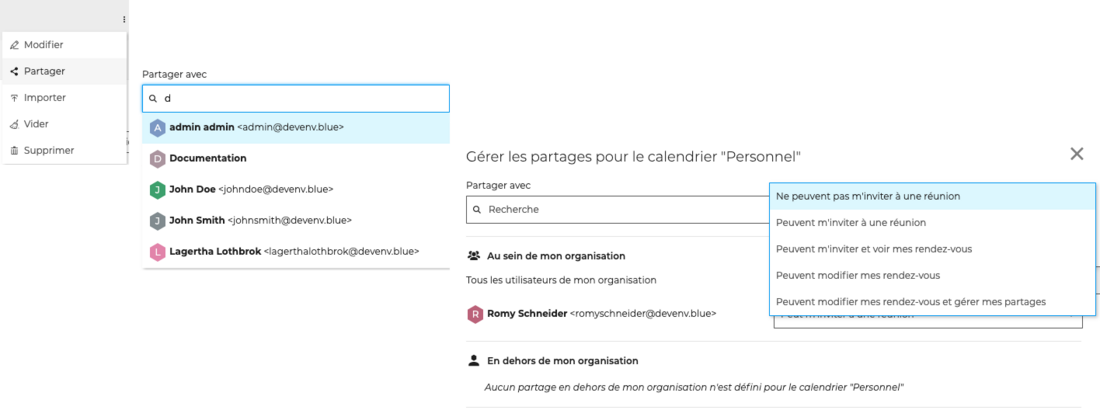 Modifier
Partager
Importer
Vider
Supprimer
Partager avec
d
A admin admin <admin@devenv.blue>
D Documentation
J John Doe <johndoe@devenv.blue>
J John Smith <johnsmith@devenv.blue>
L Lagertha Lothbrok <lagerthalothbrok@devenv.blue>
Gérer les partages pour le calendrier "Personnel"
Partager avec
Recherche
Ne peuvent pas m'inviter à une réunion
Peuvent m'inviter à une réunion
Peuvent m'inviter et voir mes rendez-vous
Peuvent modifier mes rendez-vous
Peuvent modifier mes rendez-vous et gérer mes partages
Au sein de mon organisation
Tous les utilisateurs de mon organisation
R Romy Schneider <romyschneider@devenv.blue>
Peut m'inviter à une réunion
En dehors de mon organisation
Aucun partage en dehors de mon organisation n'est défini pour le calendrier "Personnel"